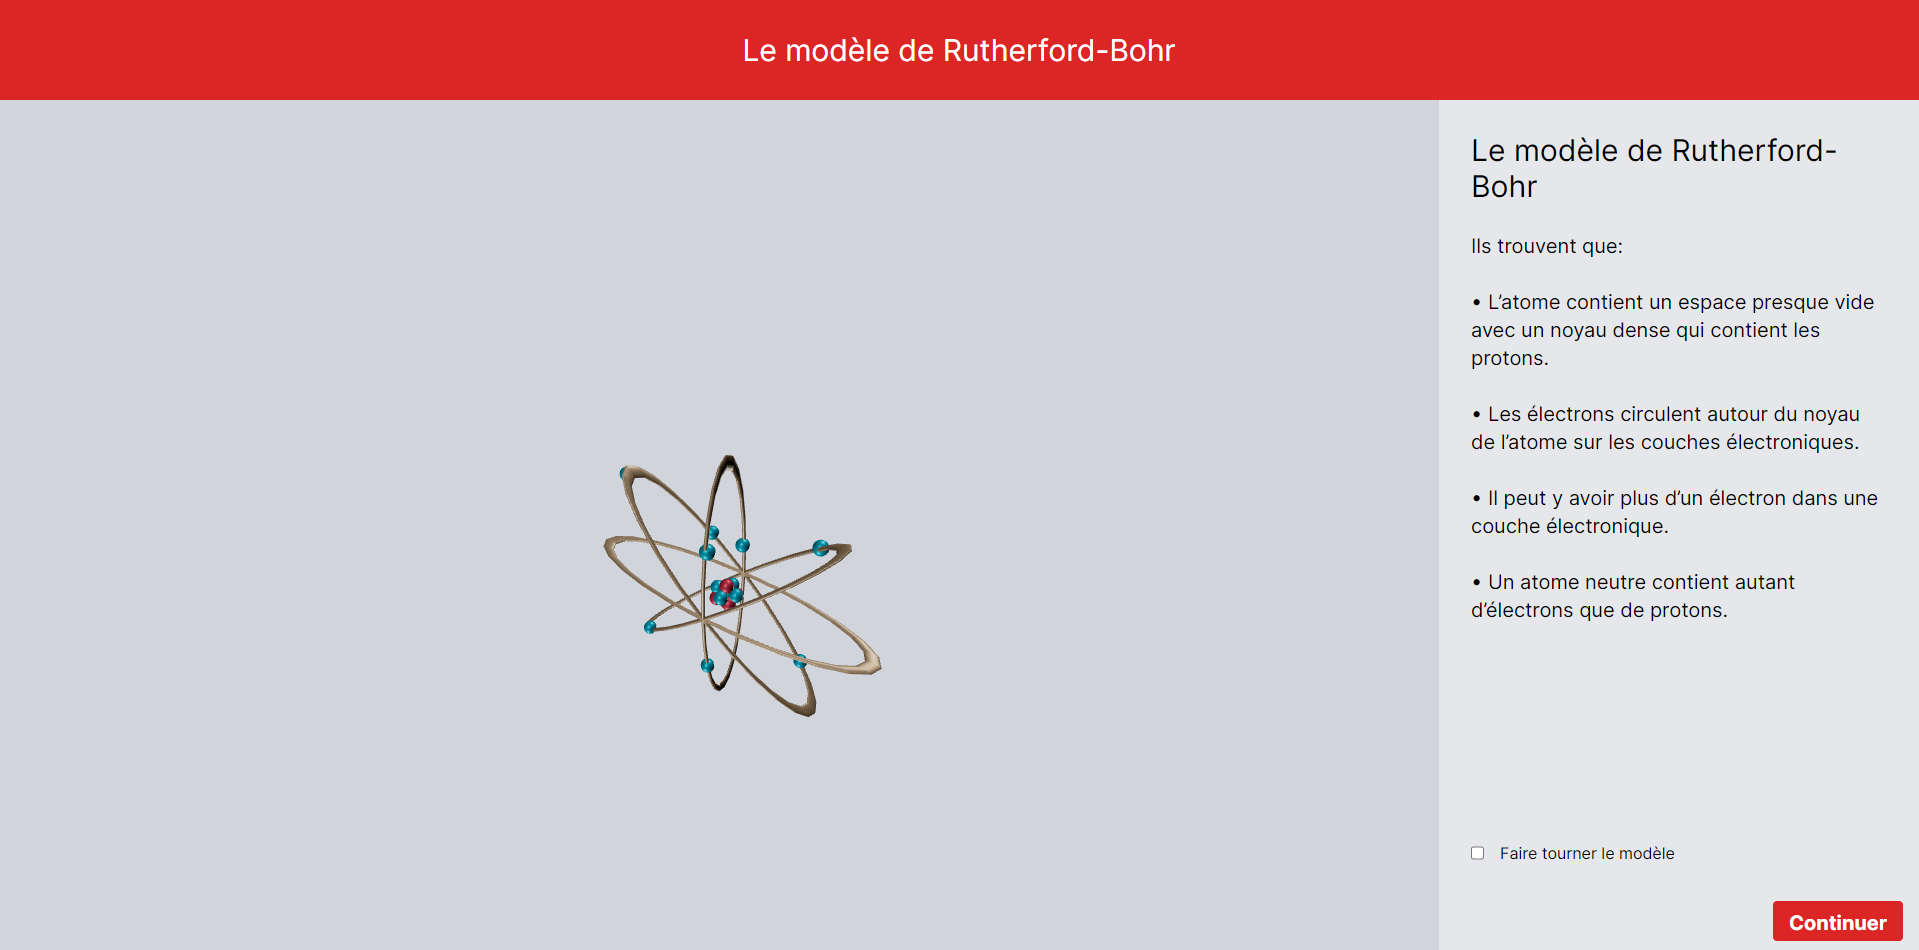 Le modèle de Rutherford-Bohr
Le modèle de Rutherford-
Bohr
Ils trouvent que:
• L’atome contient un espace presque vide
avec un noyau dense qui contient les
protons.
• Les électrons circulent autour du noyau
de l’atome sur les couches électroniques.
• Il peut y avoir plus d’un électron dans une
couche électronique.
• Un atome neutre contient autant
d’électrons que de protons.
Faire tourner le modèle
Continuer